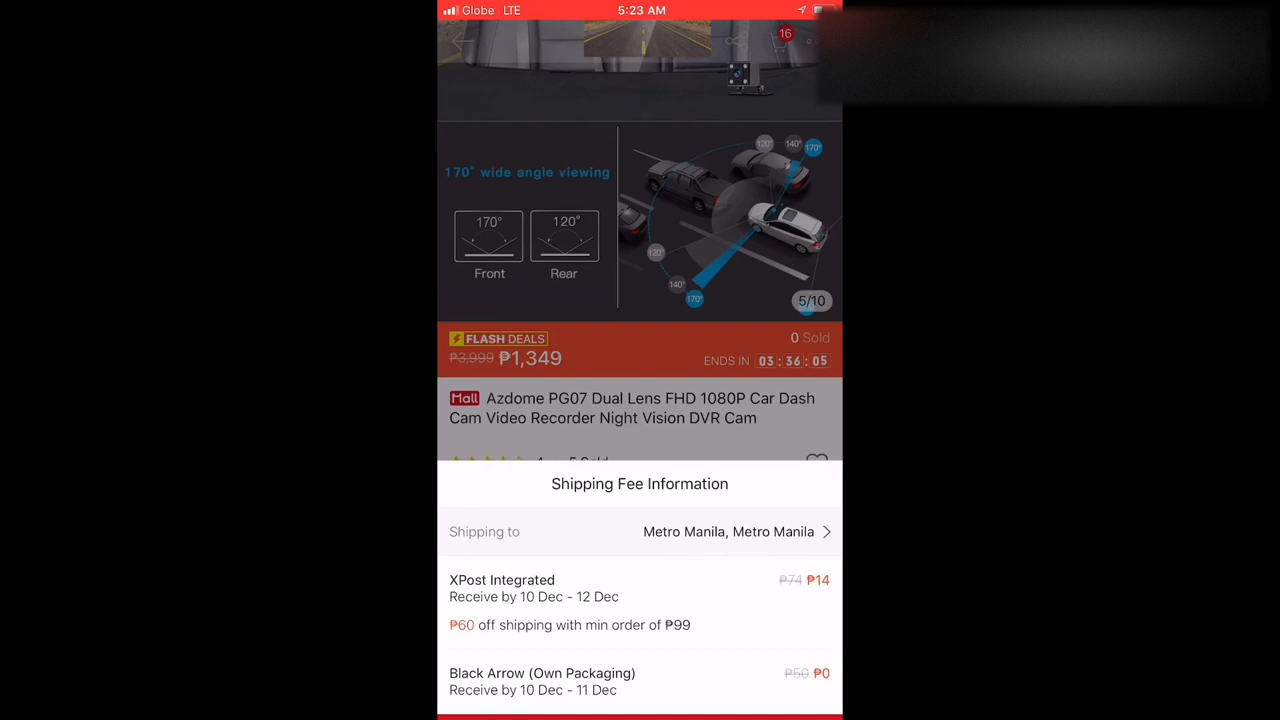 Globe LTE 5:23 AM
16
120° 140° 170°
170° wide angle viewing
170° 120°
120°
Front Rear
140°
170°
5/10
FLASH DEALS 0 Sold
₱3,999 ₱1,349 ENDS IN 03 : 36 : 05
Mall Azdome PG07 Dual Lens FHD 1080P Car Dash
Cam Video Recorder Night Vision DVR Cam
Shipping Fee Information
Shipping to Metro Manila, Metro Manila
XPost Integrated ₱74 ₱14
Receive by 10 Dec - 12 Dec
₱60 off shipping with min order of ₱99
Black Arrow (Own Packaging) ₱50 ₱0
Receive by 10 Dec - 11 Dec